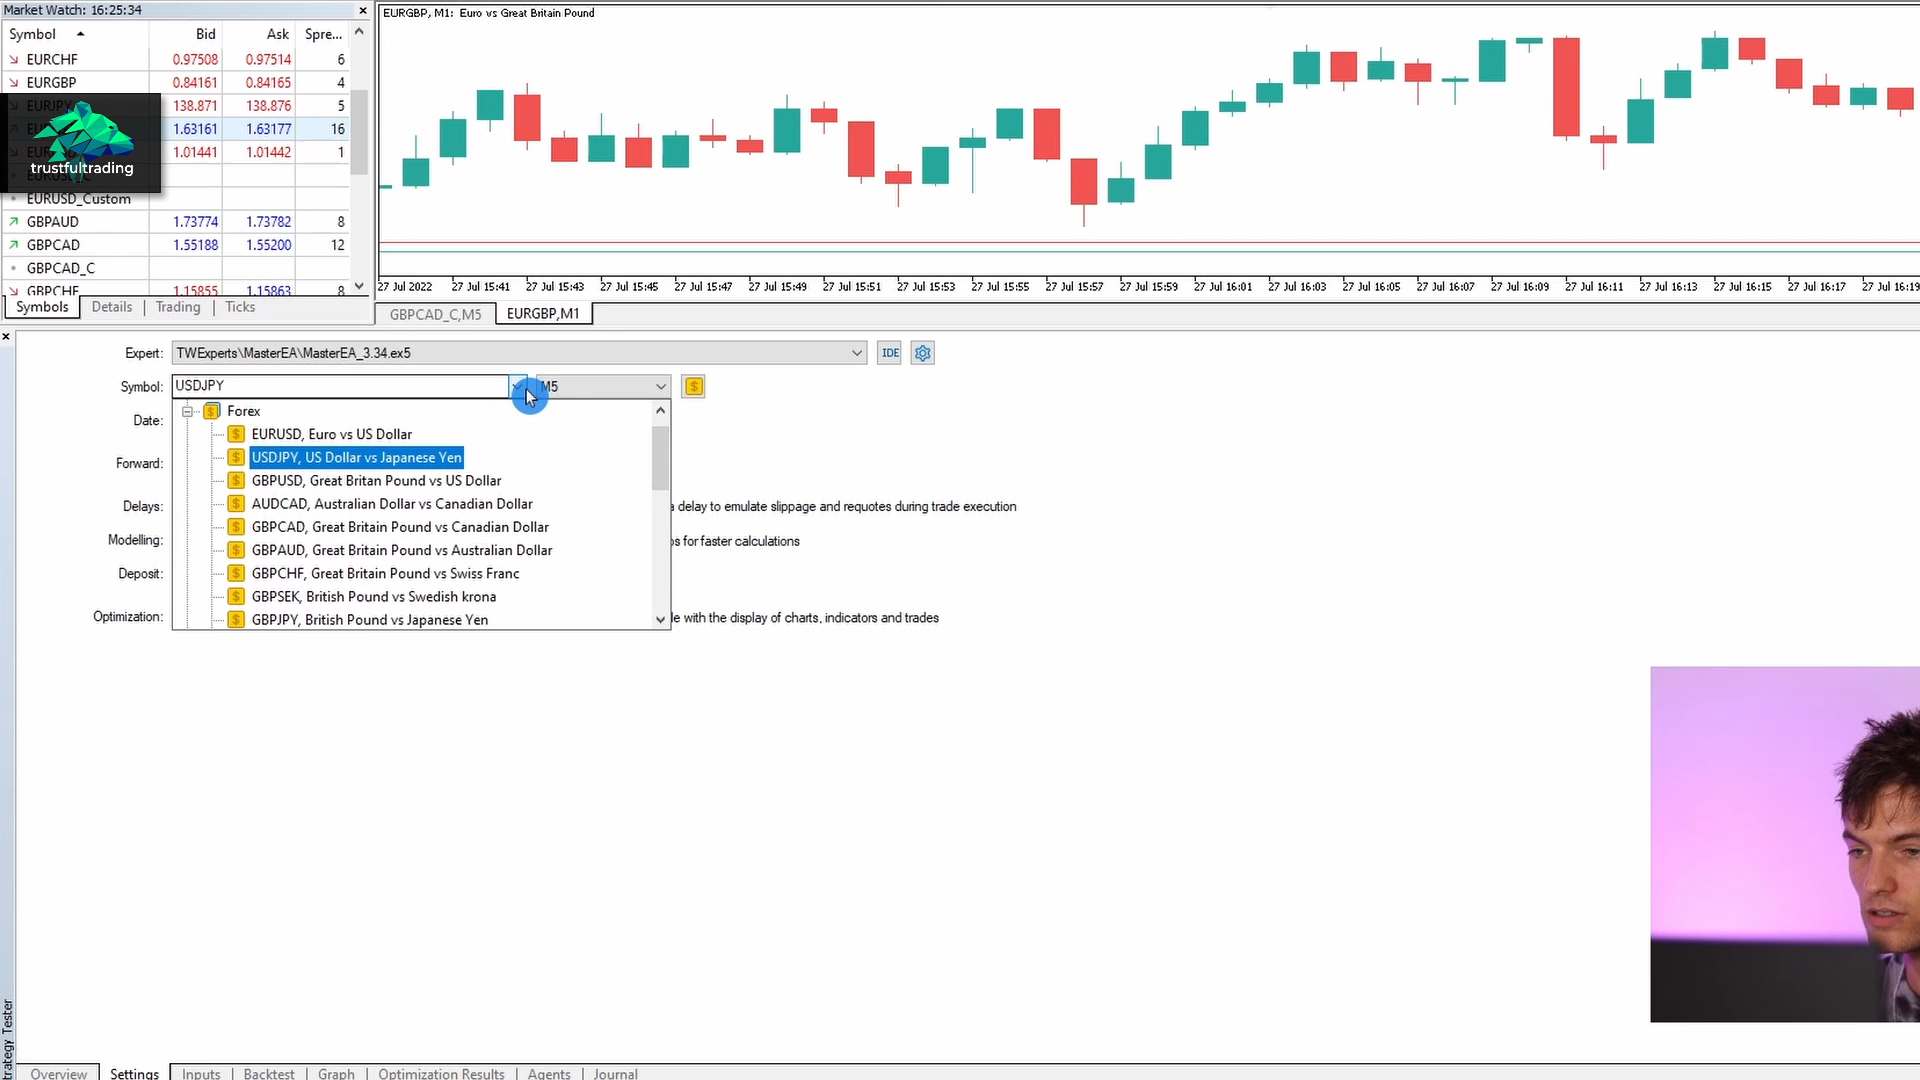 Market Watch: 16:25:34
Symbol Bid Ask Spre...
EURCHF 0.97508 0.97514 6
EURGBP 0.84161 0.84165 4
EURJPY 138.871 138.876 5
1.63161 1.63177 16
1.01441 1.01442 1
trustfultrading
EURUSD_Custom
GBPAUD 1.73774 1.73782 8
GBPCAD 1.55188 1.55200 12
GBPCAD_C
GBPCHF 1.15855 1.15863 8
Symbols Details Trading Ticks
EURGBP, M1: Euro vs Great Britain Pound
27 Jul 2022 27 Jul 15:41 27 Jul 15:43 27 Jul 15:45 27 Jul 15:47 27 Jul 15:49 27 Jul 15:51 27 Jul 15:53 27 Jul 15:55 27 Jul 15:57 27 Jul 15:59 27 Jul 16:01 27 Jul 16:03 27 Jul 16:05 27 Jul 16:07 27 Jul 16:09 27 Jul 16:11 27 Jul 16:13 27 Jul 16:15 27 Jul 16:17 27 Jul 16:19
GBPCAD_C,M5 EURGBP,M1
Expert: TWExperts\MasterEA\MasterEA_3.34.ex5 IDE
Symbol: USDJPY M5
Forex
Date:
EURUSD, Euro vs US Dollar
USDJPY, US Dollar vs Japanese Yen
Forward:
GBPUSD, Great Britan Pound vs US Dollar
AUDCAD, Australian Dollar vs Canadian Dollar
Delays: a delay to emulate slippage and requotes during trade execution
GBPCAD, Great Britain Pound vs Canadian Dollar
Modelling: ps for faster calculations
GBPAUD, Great Britain Pound vs Australian Dollar
Deposit: GBPCHF, Great Britain Pound vs Swiss Franc
GBPSEK, British Pound vs Swedish krona
Optimization: GBPJPY, British Pound vs Japanese Yen
le with the display of charts, indicators and trades
trategy Tester
Overview Settings Inputs Backtest Graph Optimization Results Agents Journal